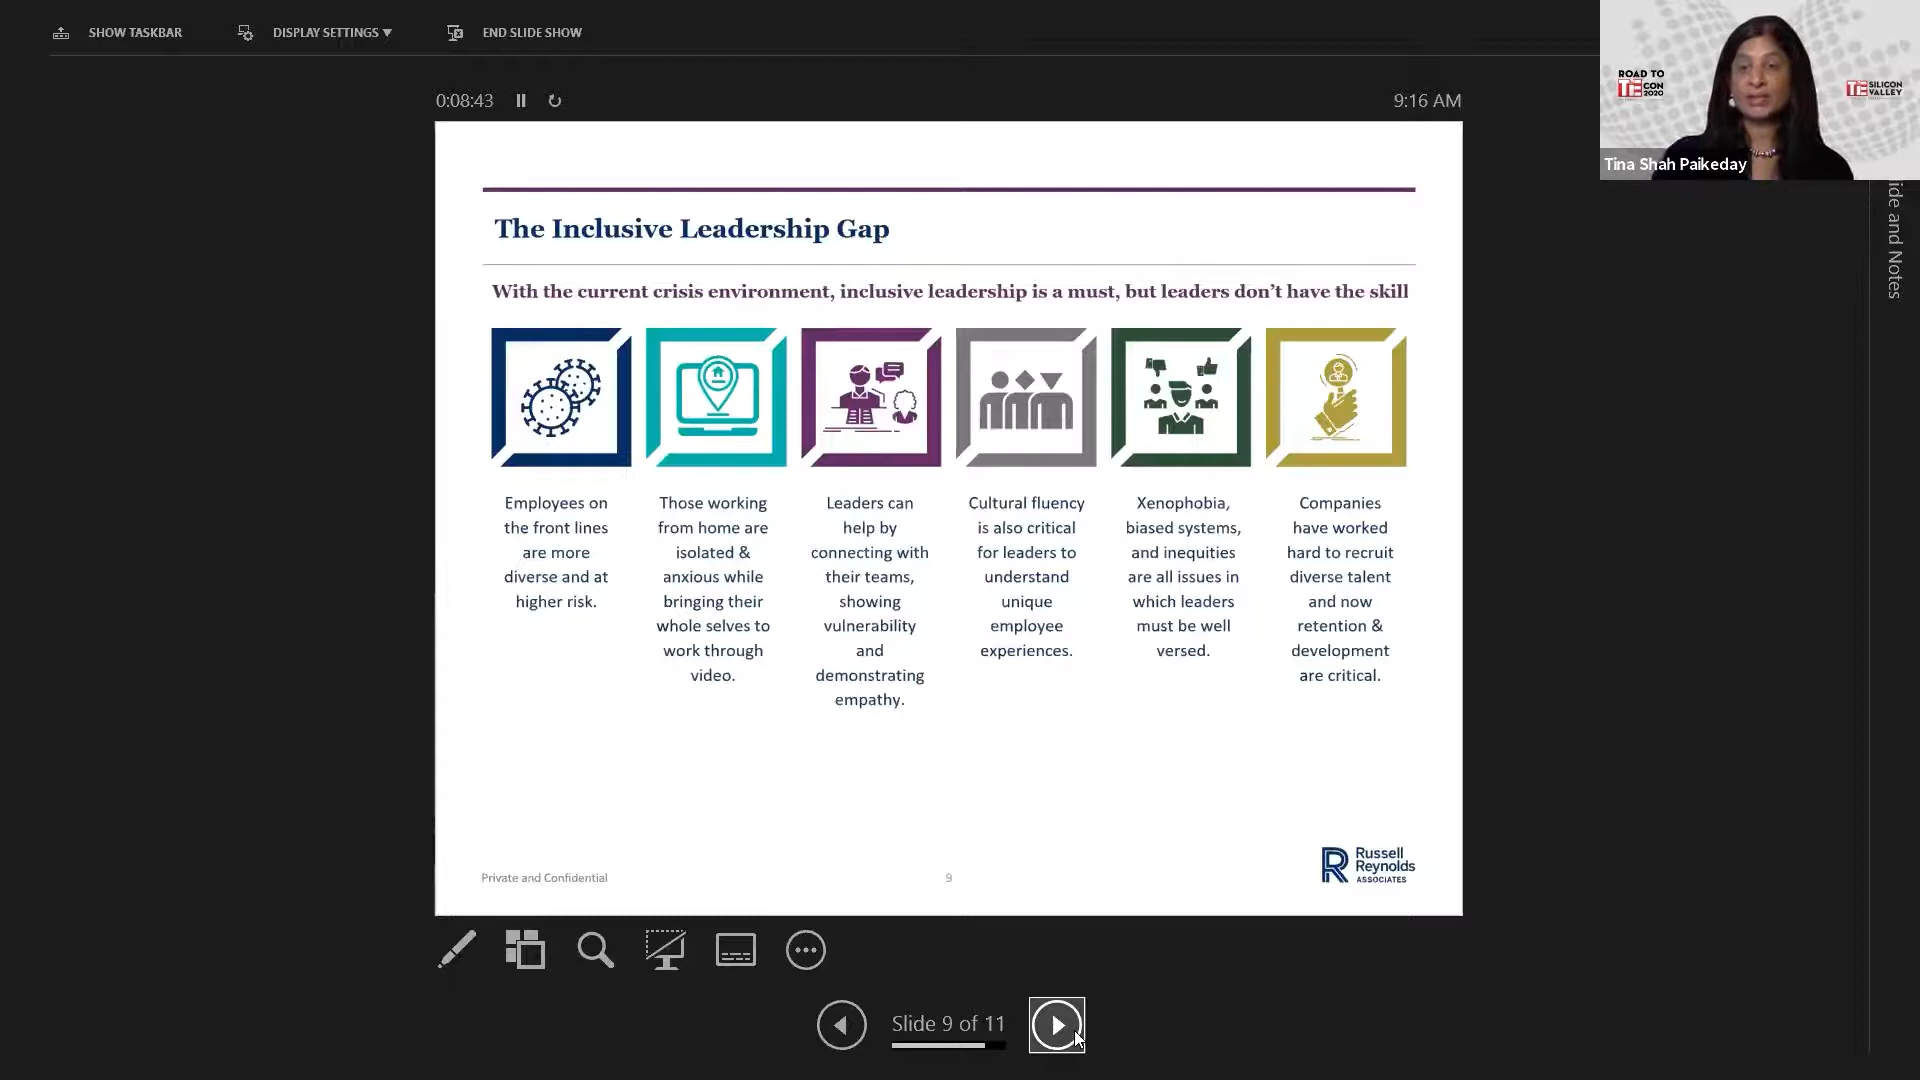 SHOW TASKBAR
DISPLAY SETTINGS
END SLIDE SHOW
0:08:43
9:16 AM
ROAD TO
TiE CON
2020
TiE SILICON
VALLEY
Tina Shah Paikeday
ide and Notes
The Inclusive Leadership Gap
With the current crisis environment, inclusive leadership is a must, but leaders don’t have the skill
Employees on
the front lines
are more
diverse and at
higher risk.
Those working
from home are
isolated &
anxious while
bringing their
whole selves to
work through
video.
Leaders can
help by
connecting with
their teams,
showing
vulnerability
and
demonstrating
empathy.
Cultural fluency
is also critical
for leaders to
understand
unique
employee
experiences.
Xenophobia,
biased systems,
and inequities
are all issues in
which leaders
must be well
versed.
Companies
have worked
hard to recruit
diverse talent
and now
retention &
development
are critical.
Private and Confidential
9
Russell
Reynolds
ASSOCIATES
Slide 9 of 11